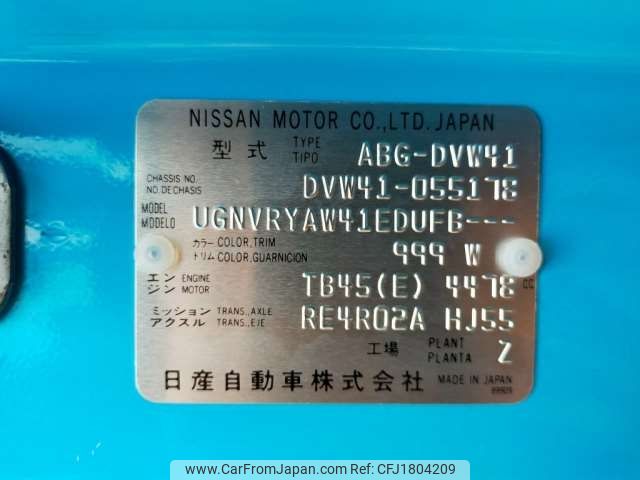 NISSAN MOTOR CO.,LTD. JAPAN
型式 TYPE TIPO ABG-DVW41
CHASSIS NO. NO.DE CHASIS DVW41-055178
MODEL MODELO UGNVRYAW41EDUFB---
カラー COLOR,TRIM
トリム COLOR,GUARNICION 999 W
エンジン ENGINE MOTOR TB45(E) 4478 CC
ミッション TRANS.,AXLE
アクスル TRANS.,EJE RE4R02A HJ55
工場 PLANT PLANTA Z
日産自動車株式会社 MADE IN JAPAN
www.CarFromJapan.com CFJ1804209